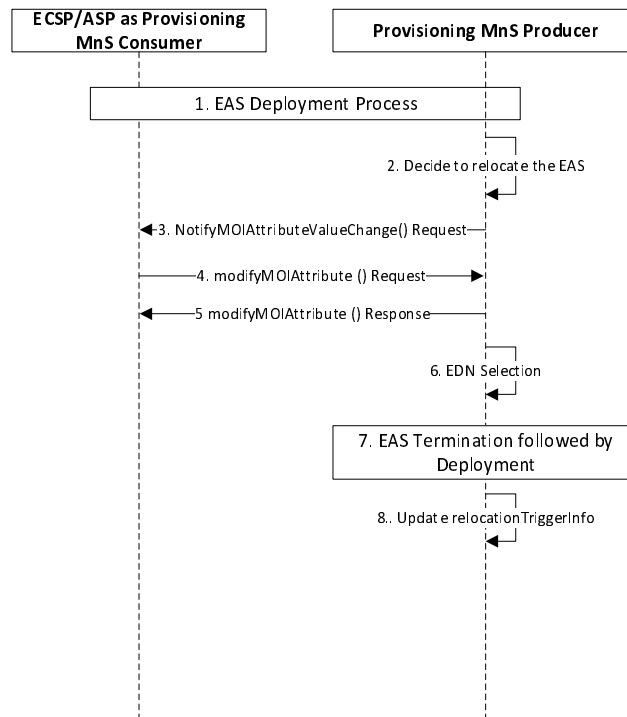 ECSP/ASP as Provisioning
MnS Consumer
Provisioning MnS Producer
1. EAS Deployment Process
2. Decide to relocate the EAS
3. NotifyMOIAttributeValueChange() Request
4. modifyMOIAttribute () Request
5 modifyMOIAttribute () Response
6. EDN Selection
7. EAS Termination followed by
Deployment
8.. Update relocationTriggerInfo